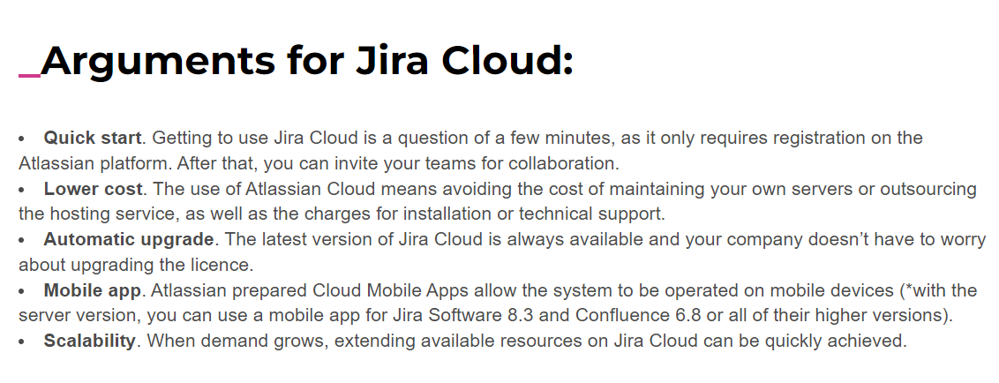 _Arguments for Jira Cloud:
• Quick start. Getting to use Jira Cloud is a question of a few minutes, as it only requires registration on the
Atlassian platform. After that, you can invite your teams for collaboration.
• Lower cost. The use of Atlassian Cloud means avoiding the cost of maintaining your own servers or outsourcing
the hosting service, as well as the charges for installation or technical support.
• Automatic upgrade. The latest version of Jira Cloud is always available and your company doesn’t have to worry
about upgrading the licence.
• Mobile app. Atlassian prepared Cloud Mobile Apps allow the system to be operated on mobile devices (*with the
server version, you can use a mobile app for Jira Software 8.3 and Confluence 6.8 or all of their higher versions).
• Scalability. When demand grows, extending available resources on Jira Cloud can be quickly achieved.